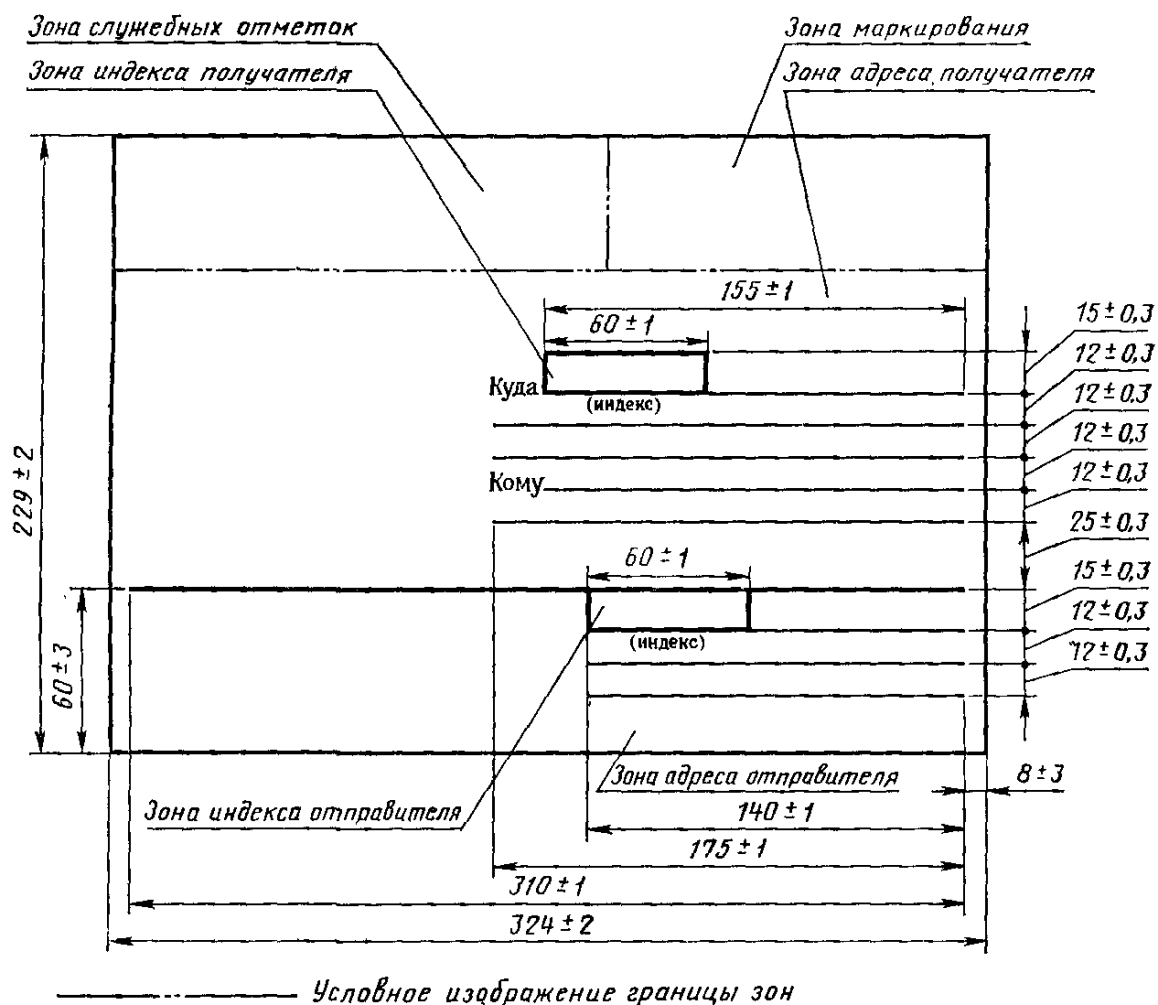 Зона служебных отметок
Зона маркирования
Зона индекса получателя
Зона адреса получателя
155±1
60±1
15±0,3
12±0,3
Куда
(индекс)
12±0,3
12±0,3
Кому
12±0,3
229±2
25±0,3
60±1
15±0,3
(индекс)
12±0,3
12±0,3
60±3
Зона адреса отправителя
8±3
Зона индекса отправителя
140±1
175±1
310±1
324±2
Условное изображение границы зон